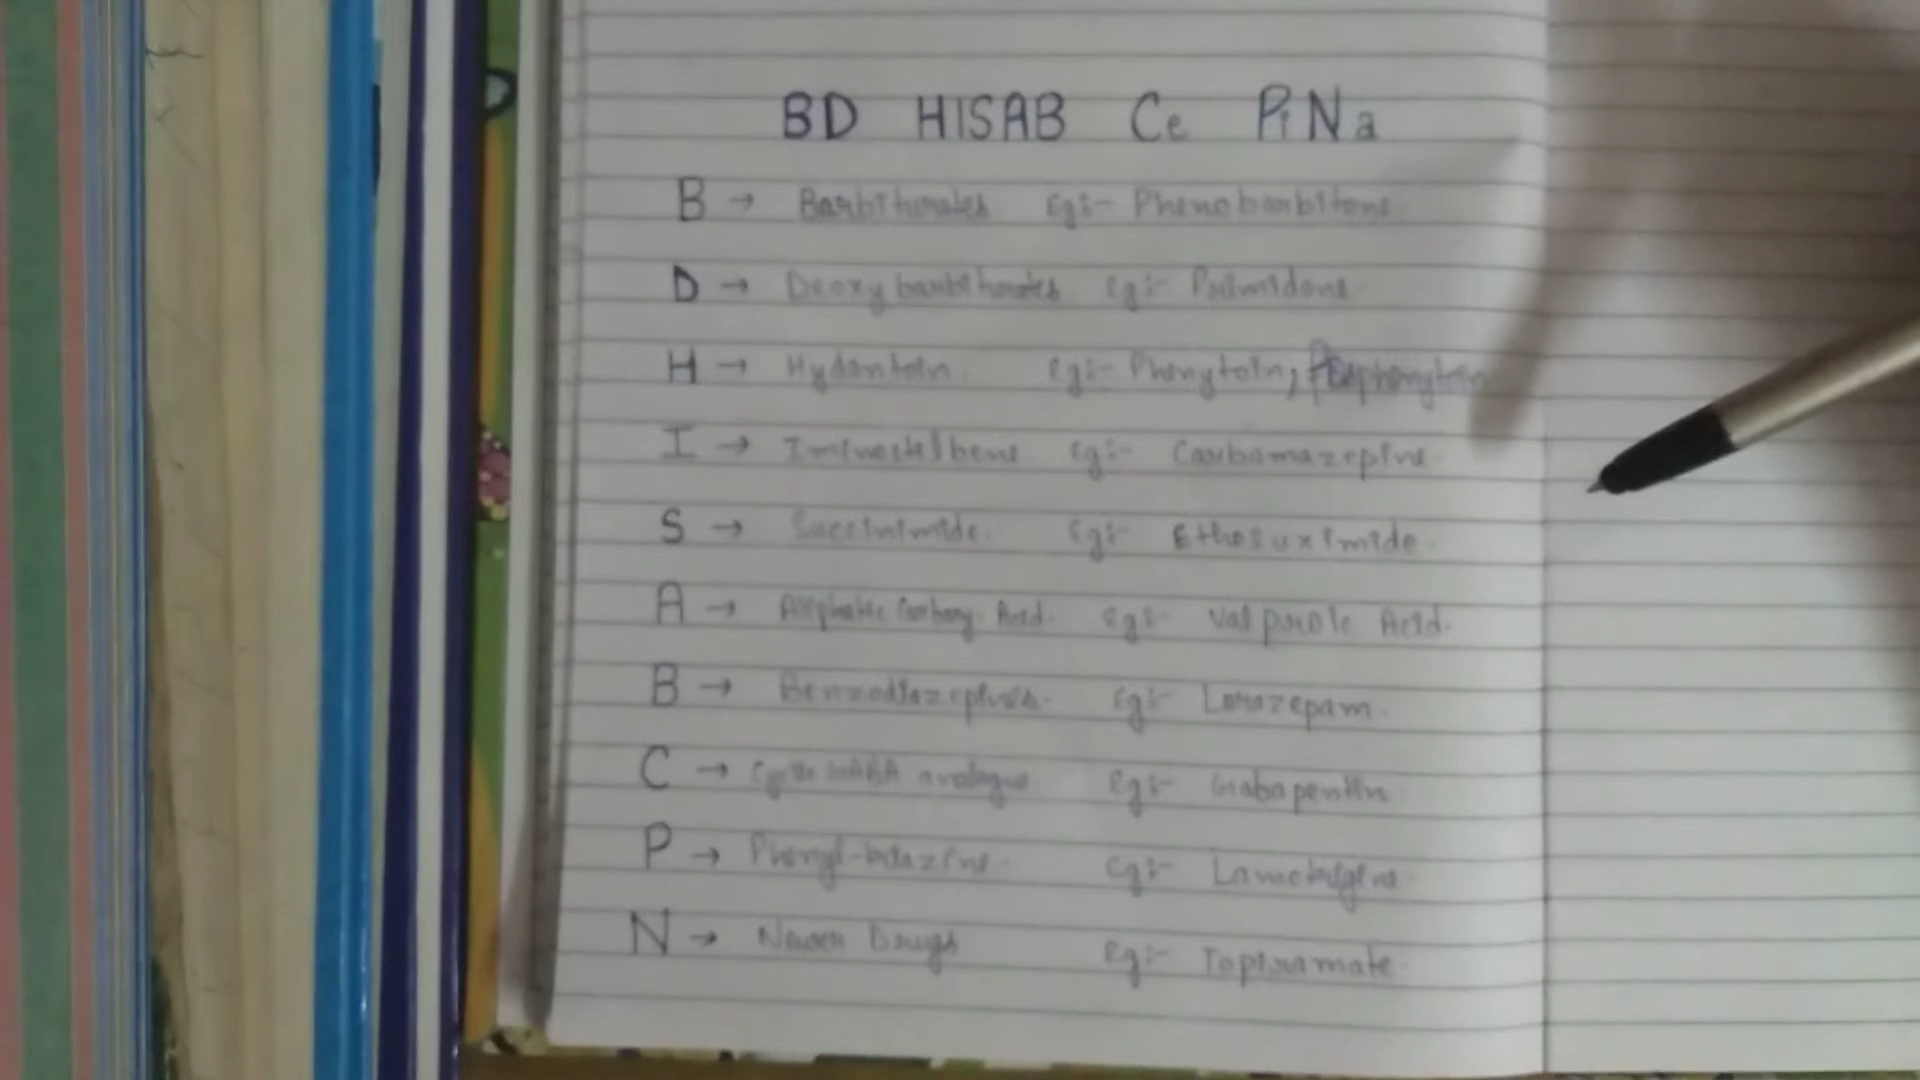 BD HISAB Ce PiNa
B → Barbiturates Eg:- Phenobarbitone
D → Deoxybarbiturates Eg:- Primidone
H → Hydantoin Eg:- Phenytoin, Fosphenytoin
I → Iminostilbene Eg:- Carbamazepine
S → Succinimide Eg:- Ethosuximide
A → Aliphatic Carboxy. Acid. Eg:- Valproic Acid.
B → Benzodiazepines. Eg:- Lorazepam.
C → Cyclic GABA analogue Eg:- Gabapentin
P → Phenyl-triazine Eg:- Lamotrigine
N → Newer Drugs Eg:- Topiramate